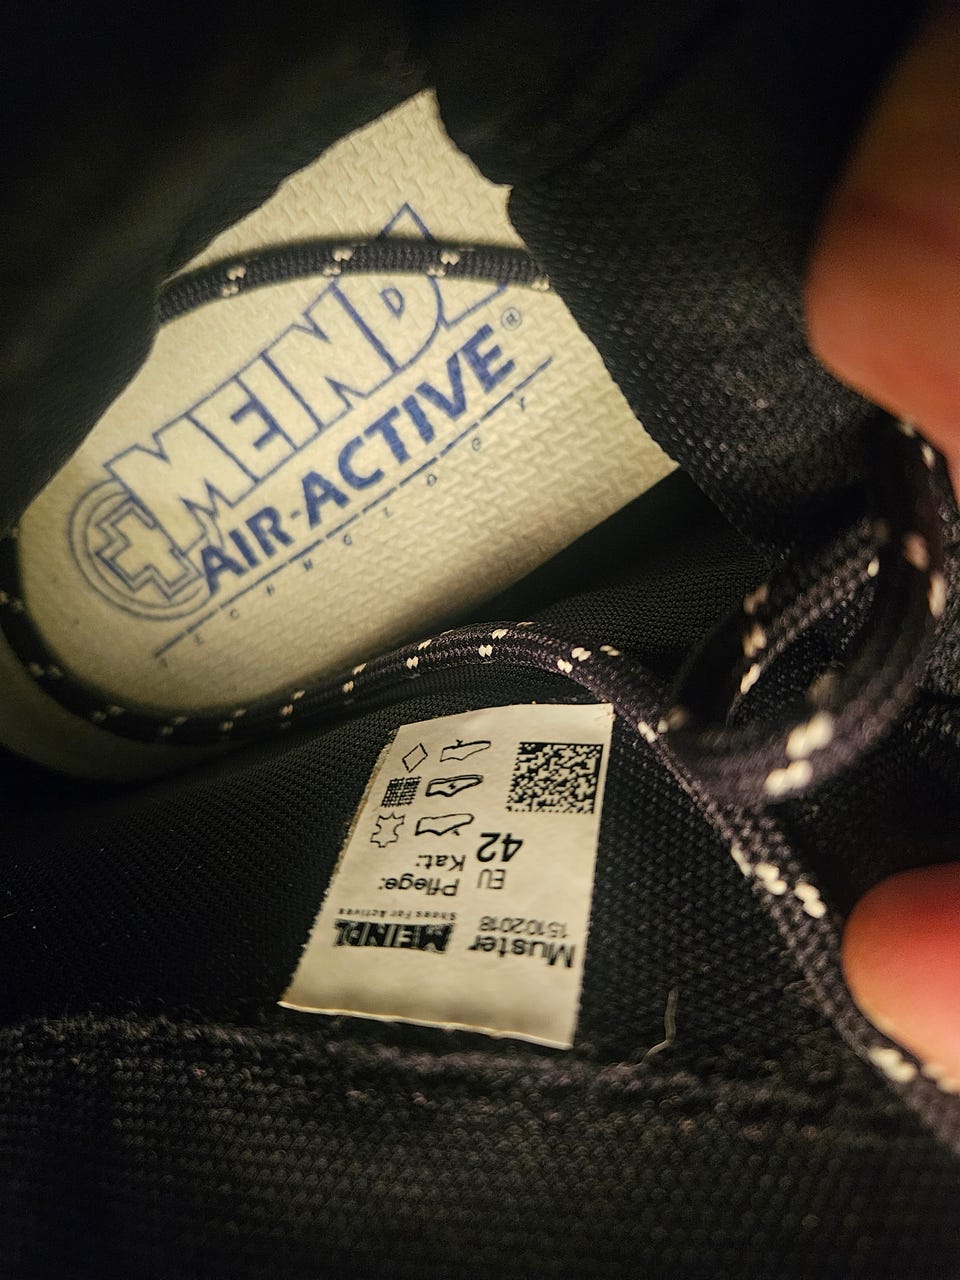 MEINDL
AIR-ACTIVE®
TECHNOLOGY
Muster
15102018
MEINDL
Shoes For Actives
EU
42
Pflege:
Kat: